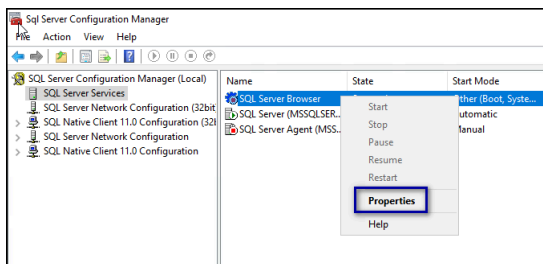 Sql Server Configuration Manager
File Action View Help
SQL Server Configuration Manager (Local)
SQL Server Services
SQL Server Network Configuration (32bit
SQL Native Client 11.0 Configuration (32b
SQL Server Network Configuration
SQL Native Client 11.0 Configuration
Name State Start Mode
SQL Server Browser Other (Boot, Syste...
SQL Server (MSSQLSER... Automatic
SQL Server Agent (MSS... Manual
Start
Stop
Pause
Resume
Restart
Properties
Help